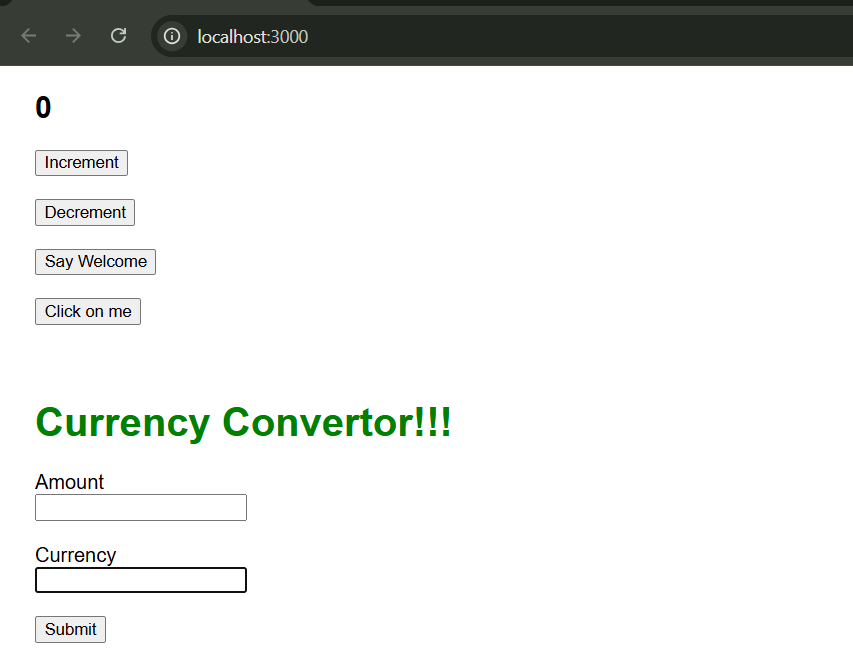 localhost:3000
0
Increment
Decrement
Say Welcome
Click on me
Currency Convertor!!!
Amount
Currency
Submit